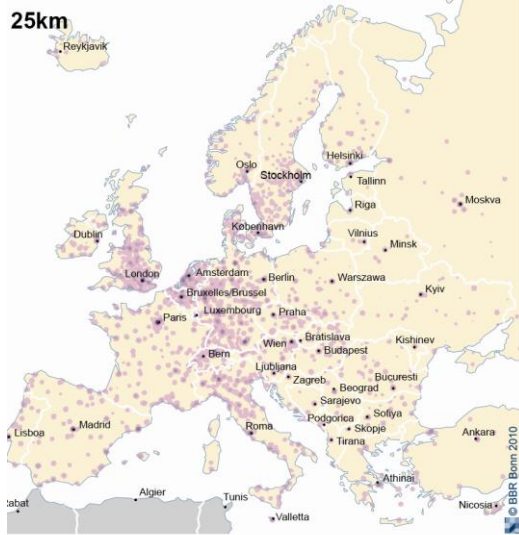 25km
Reykjavik
Helsinki
Oslo
Stockholm
Tallinn
Moskva
Riga
Dublin
København
Vilnius
Minsk
London
Amsterdam
Berlin
Warszawa
Bruxelles/Brussel
Kyiv
Paris
Luxembourg
Praha
Wien
Bratislava
Kishinev
Bern
Budapest
Ljubljana
Zagreb
Beograd
Bucuresti
Sarajevo
Madrid
Roma
Podgorica
Sofiya
Skopje
Ankara
Lisboa
Tirana
Athinai
Rabat
Algier
Tunis
Nicosia
Valletta
© BBR Bonn 2010